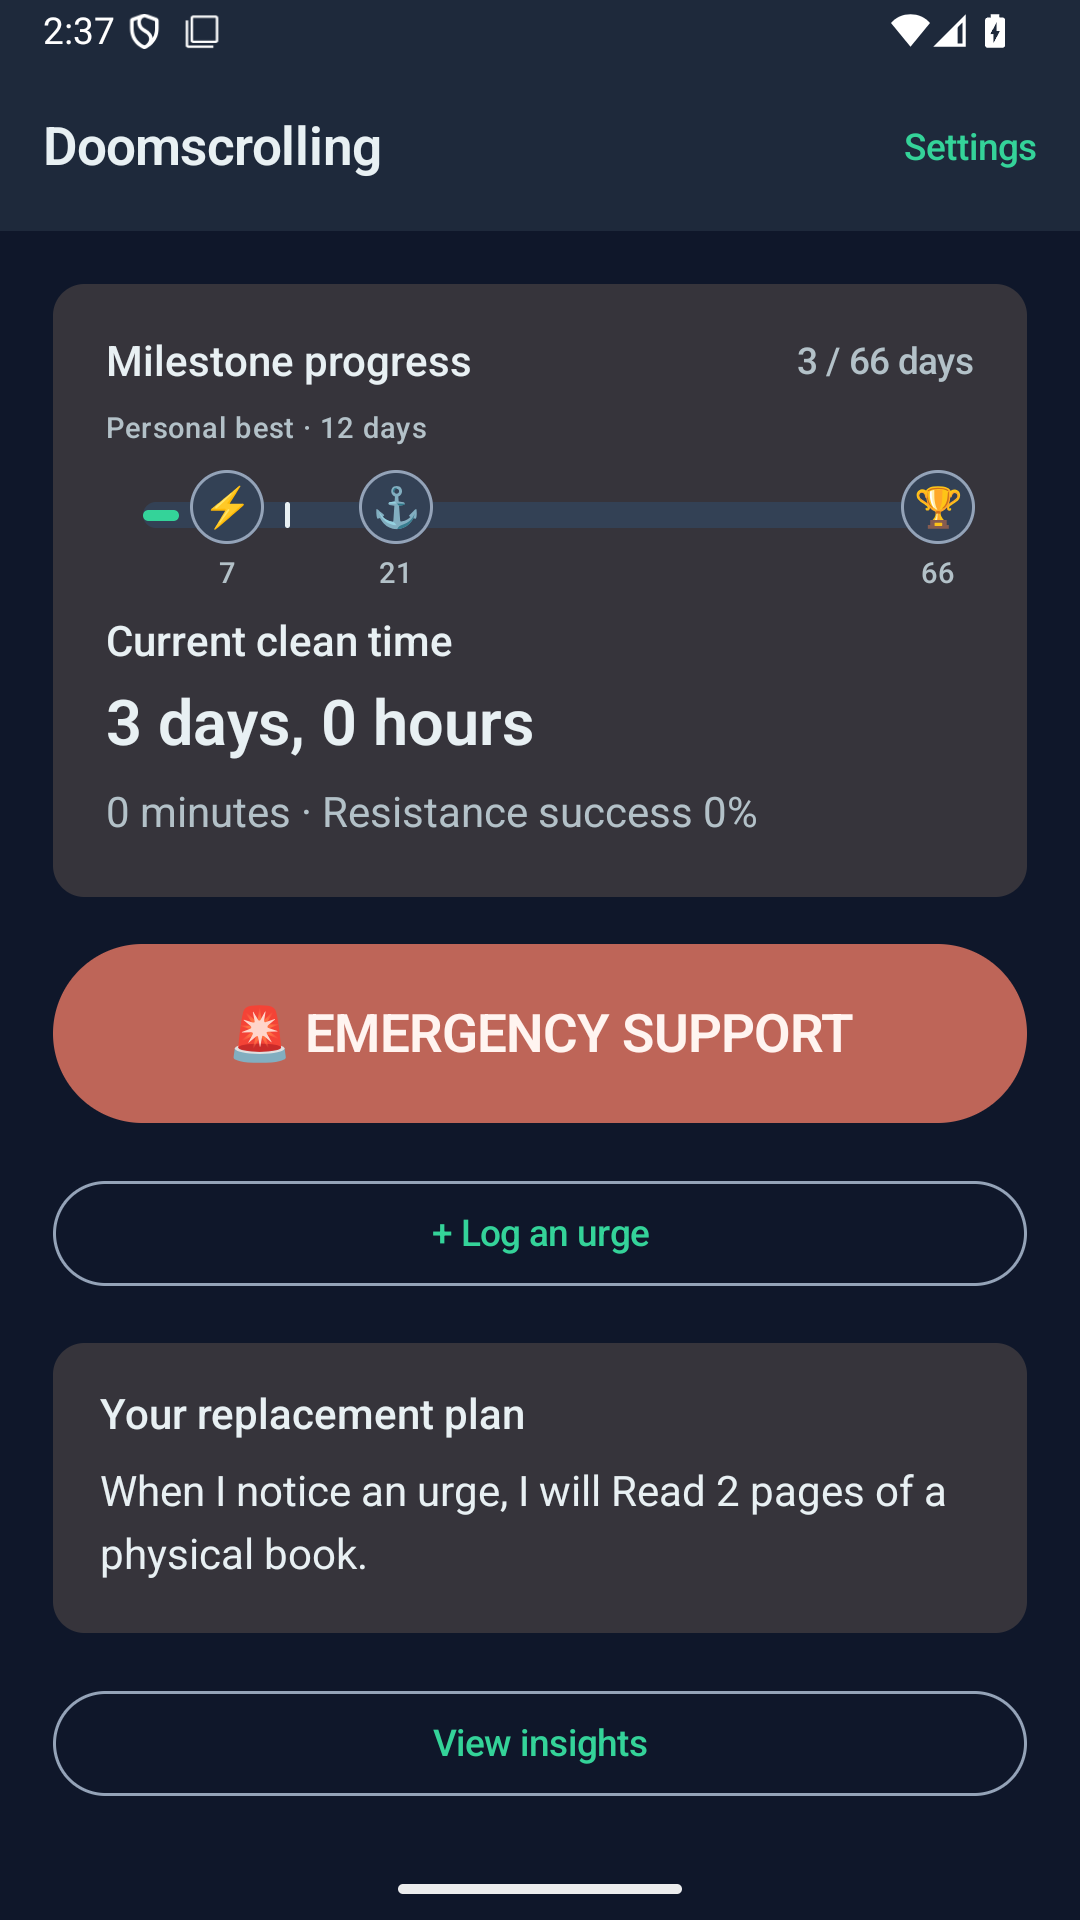 2:37
Doomscrolling
Settings
Milestone progress
3 / 66 days
Personal best · 12 days
7
21
66
Current clean time
3 days, 0 hours
0 minutes · Resistance success 0%
🚨 EMERGENCY SUPPORT
+ Log an urge
Your replacement plan
When I notice an urge, I will Read 2 pages of a
physical book.
View insights